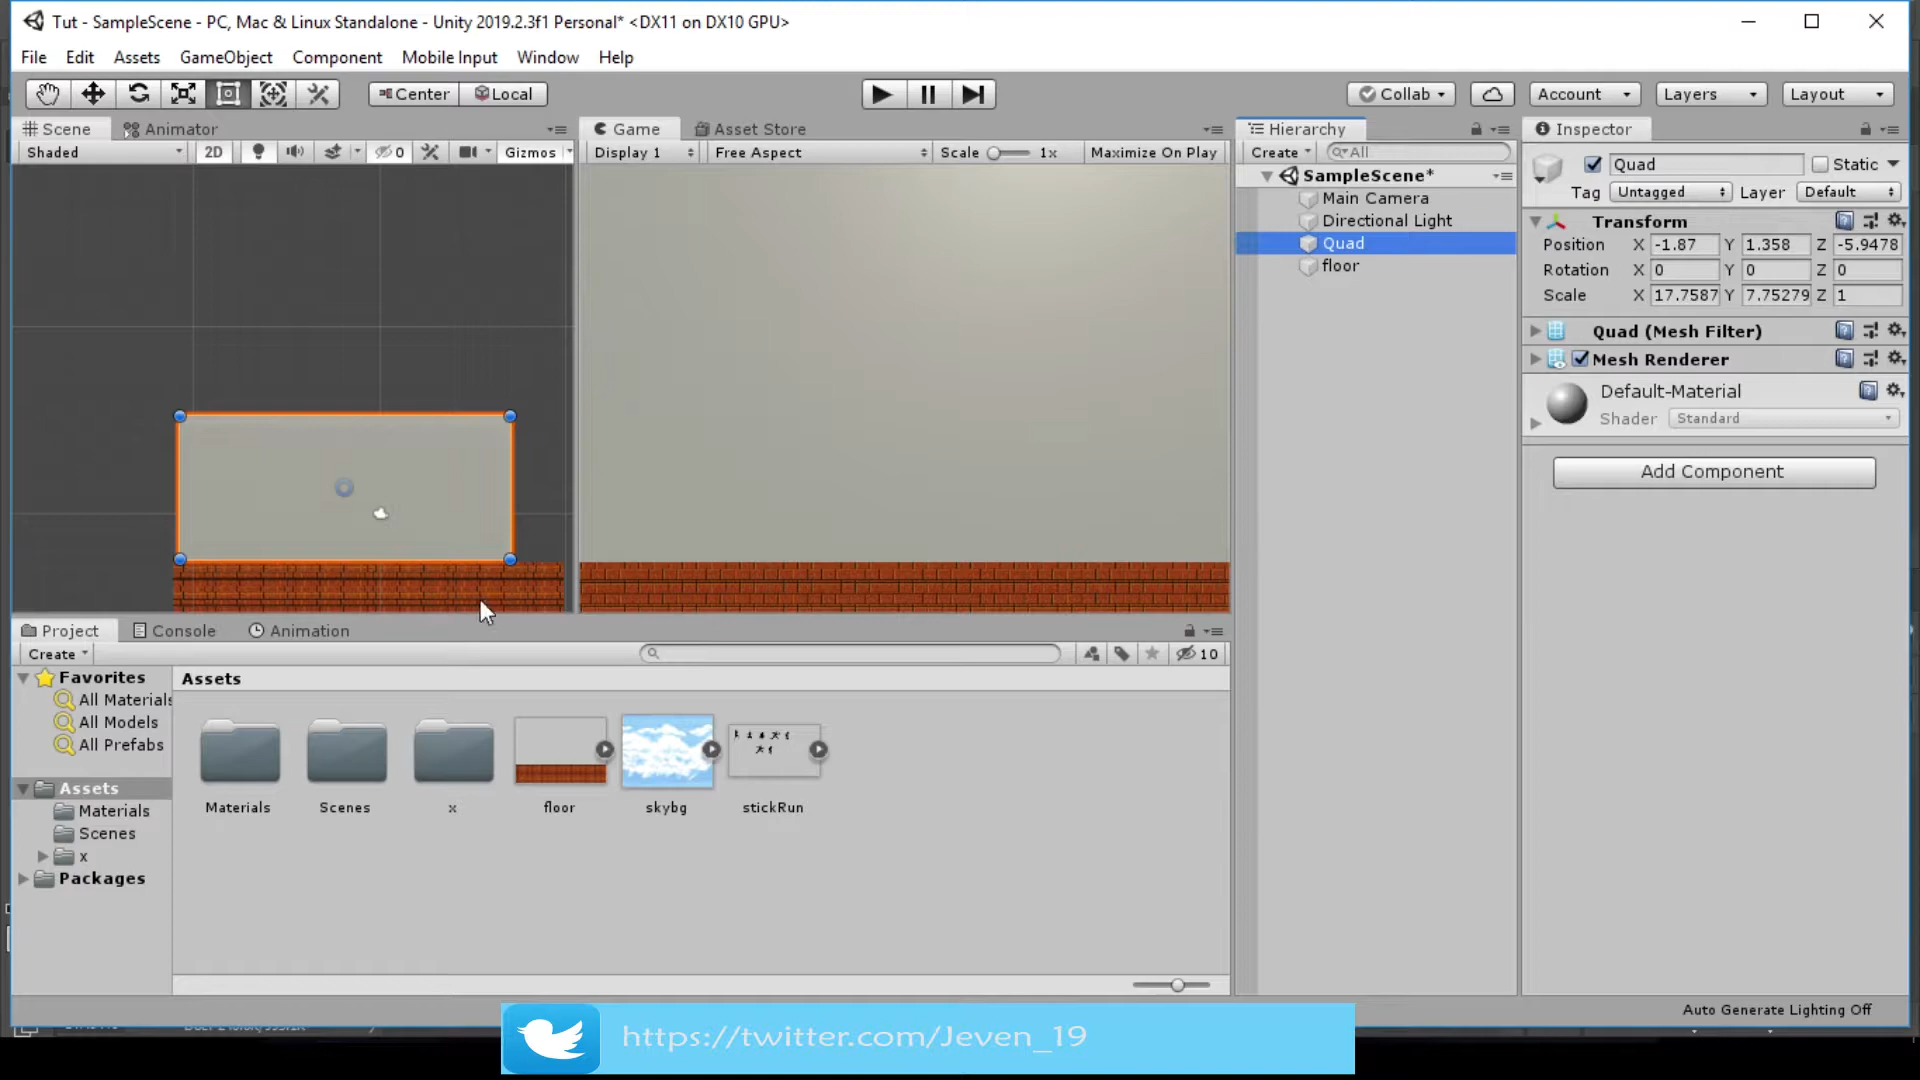 Tut - SampleScene - PC, Mac & Linux Standalone - Unity 2019.2.3f1 Personal* <DX11 on DX10 GPU>
File Edit Assets GameObject Component Mobile Input Window Help
Center Local Collab Account Layers Layout
Scene Animator
Shaded 2D 0 Gizmos
Game Asset Store
Display 1 Free Aspect Scale 1x Maximize On Play
Hierarchy
Create All
SampleScene*
Main Camera
Directional Light
Quad
floor
Inspector
Quad Static
Tag Untagged Layer Default
Transform
Position X -1.87 Y 1.358 Z -5.9478
Rotation X 0 Y 0 Z 0
Scale X 17.7587 Y 7.75279 Z 1
Quad (Mesh Filter)
Mesh Renderer
Default-Material
Shader Standard
Add Component
Project Console Animation
Create 10
Favorites
All Materials
All Models
All Prefabs
Assets
Materials
Scenes
x
Packages
Assets
Materials Scenes x floor skybg stickRun
Auto Generate Lighting Off
https://twitter.com/Jeven_19